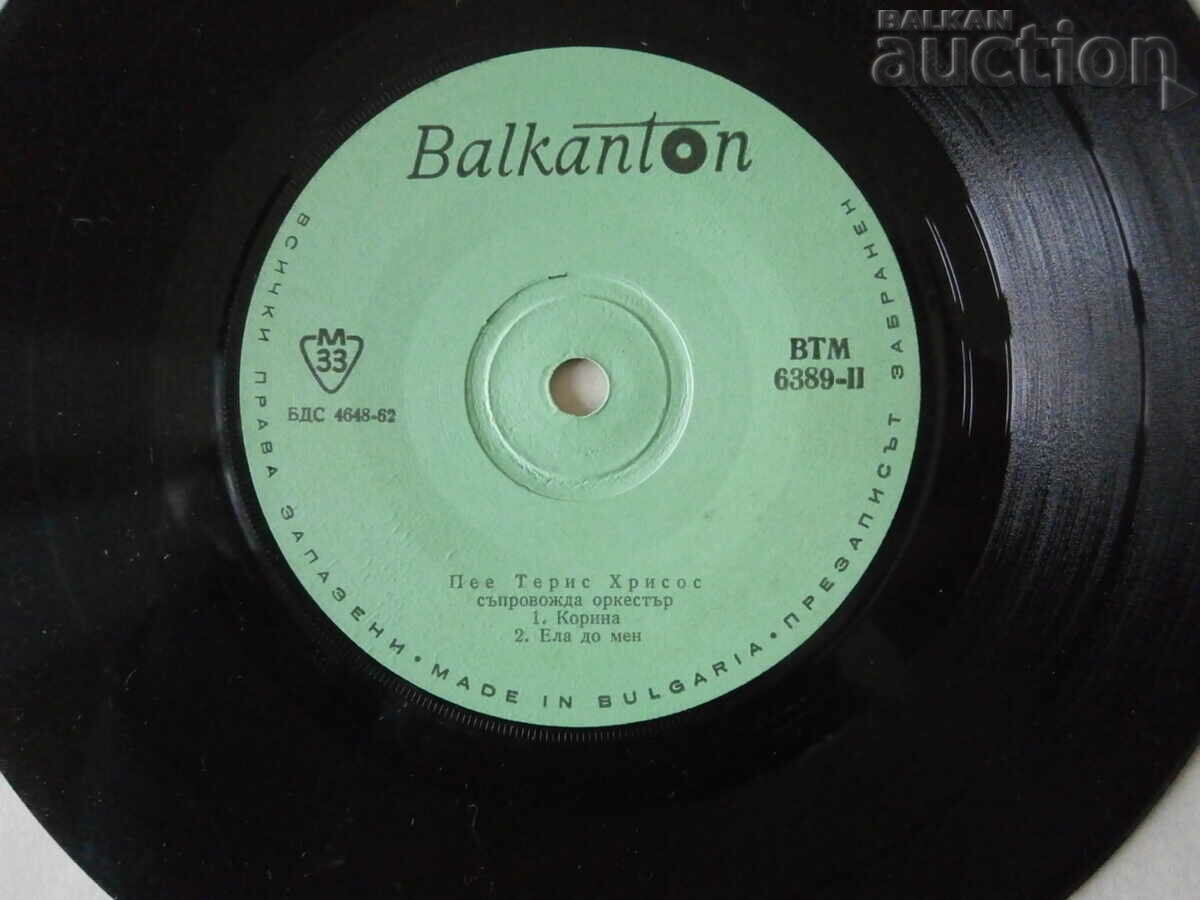 BALKAN
auction
Balkanton
М
33
БДС 4648-62
ВТМ
6389-II
Пее Терис Хрисос
съпровожда оркестър
1. Корина
2. Ела до мен
ВСИЧКИ ПРАВА ЗАПАЗЕНИ • MADE IN BULGARIA • ПРЕЗАПИСЪТ ЗАБРАНЕН